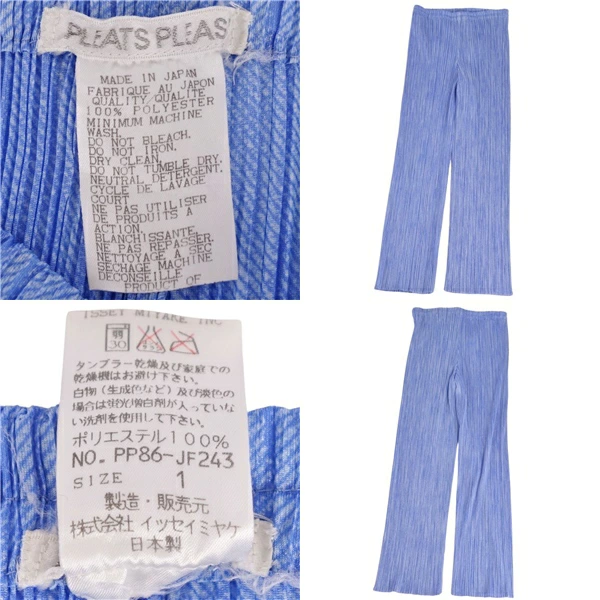 PLEATS PLEAS
MADE IN JAPAN
FABRIQUE AU JAPON
QUALITY/QUALITE
100% POLYESTER
MINIMUM MACHINE
WASH.
DO NOT BLEACH.
DO NOT IRON.
DRY CLEAN.
DO NOT TUMBLE DRY.
NEUTRAL DETERGENT.
CYCLE DE LAVAGE
COURT
NE PAS UTILISER
DE PRODUITS A
ACTION.
BLANCHISSANTE.
NE PAS REPASSER.
NETTOYAGE A SEC
SECHAGE MACHINE
DECONSEILLE
PRODUCT OF
ISSEY MIYAKE INC
30
タンブラー乾燥及び家庭での
乾燥機はお避け下さい。
白物(生成色など)及び淡色の
場合は蛍光増白剤が入っていな
い洗剤を使用して下さい
ポリエステル100%
NO. PP86-JF243
SIZE 1
製造・販売元
株式会社 イッセイミヤケ
日本製